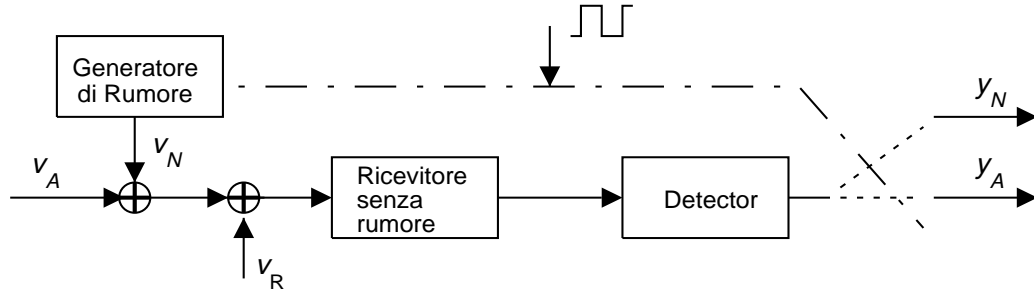 Generatore
di Rumore
v_N
v_A
v_R
Ricevitore
senza
rumore
Detector
y_N
y_A